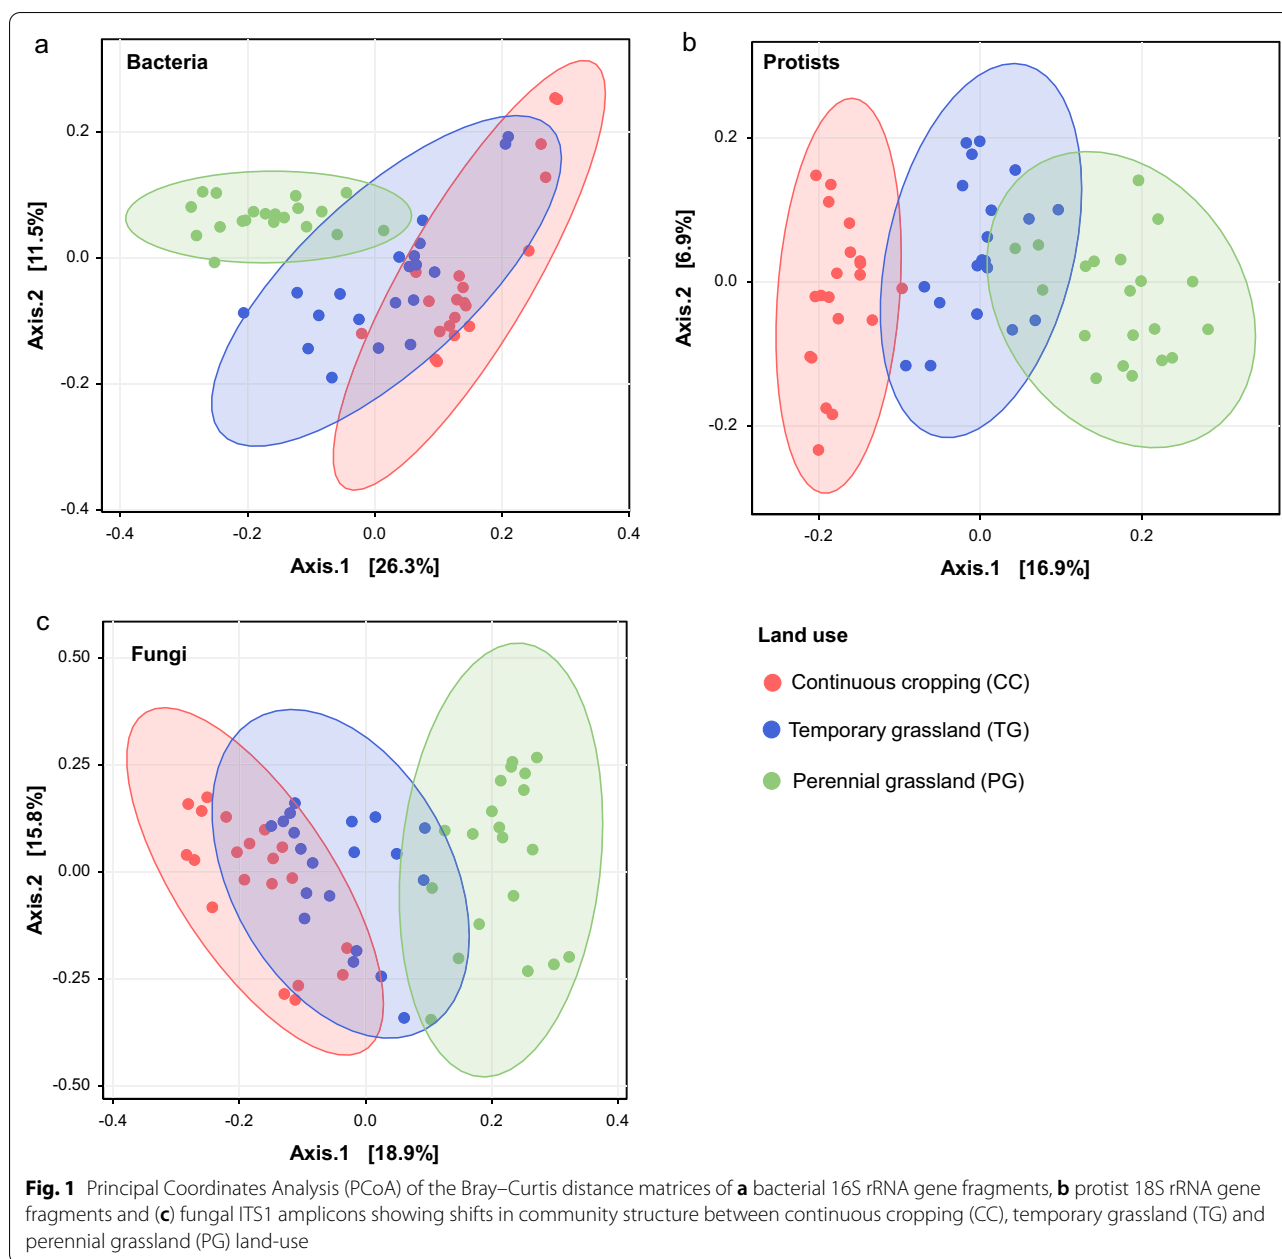 a
Bacteria
0.2
0.0
-0.2
-0.4
-0.4 -0.2 0.0 0.2 0.4
Axis.2 [11.5%]
Axis.1 [26.3%]
b
Protists
0.2
0.0
-0.2
-0.2 0.0 0.2
Axis.2 [6.9%]
Axis.1 [16.9%]
c
Fungi
0.50
0.25
0.00
-0.25
-0.50
-0.4 -0.2 0.0 0.2 0.4
Axis.2 [15.8%]
Axis.1 [18.9%]
Land use
Continuous cropping (CC)
Temporary grassland (TG)
Perennial grassland (PG)
Fig. 1 Principal Coordinates Analysis (PCoA) of the Bray–Curtis distance matrices of a bacterial 16S rRNA gene fragments, b protist 18S rRNA gene
fragments and (c) fungal ITS1 amplicons showing shifts in community structure between continuous cropping (CC), temporary grassland (TG) and
perennial grassland (PG) land-use